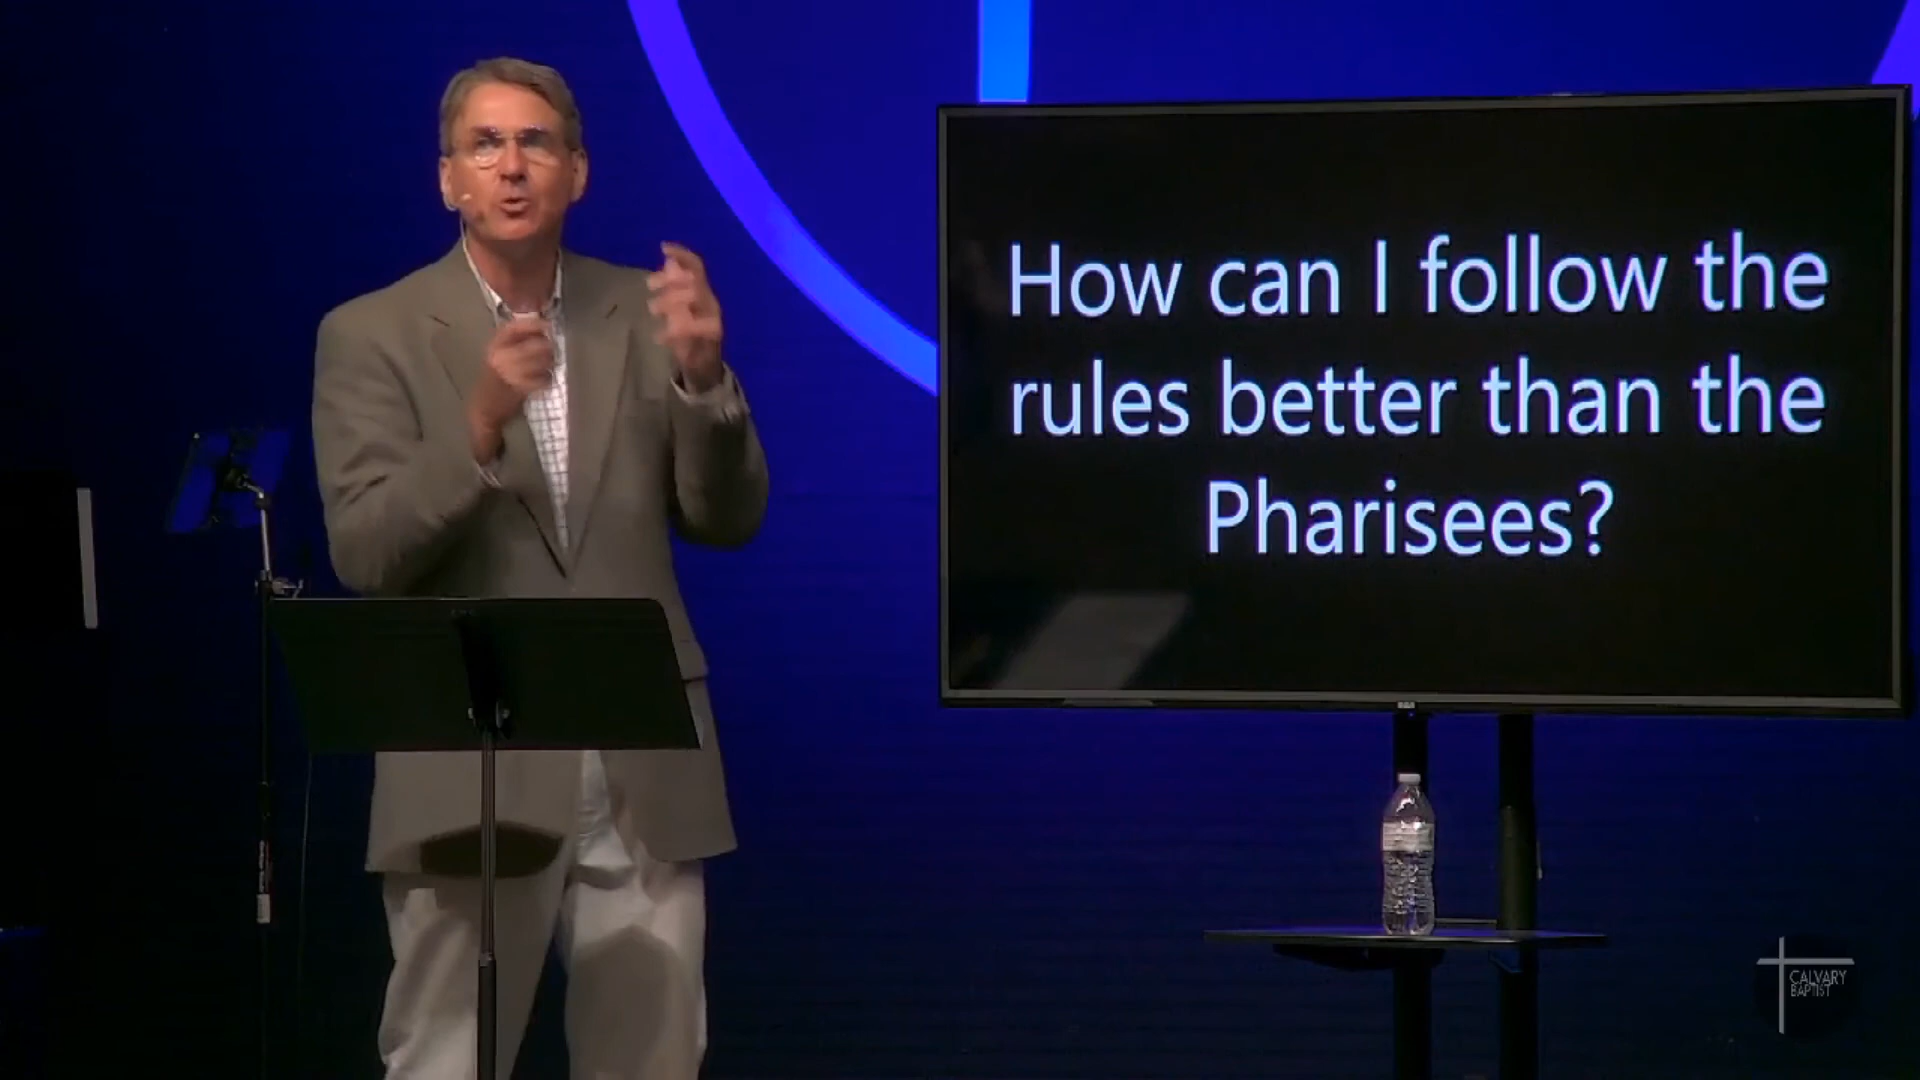 How can I follow the
rules better than the
Pharisees?
CALVARY
BAPTIST